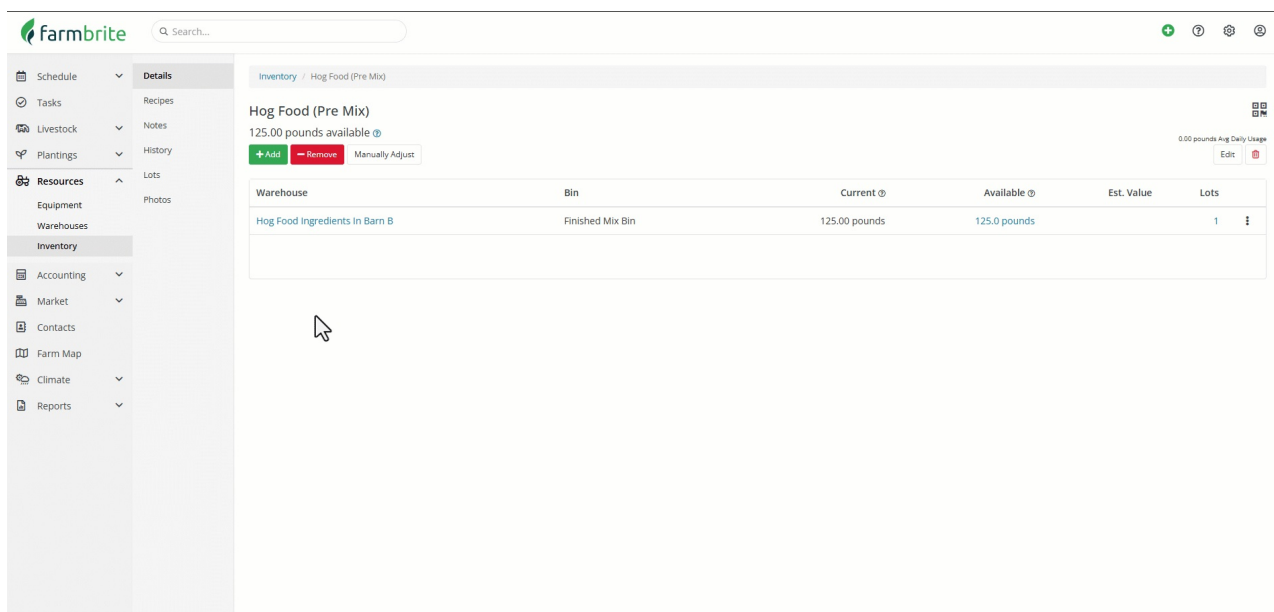 farmbrite
Search...
Schedule
Tasks
Livestock
Plantings
Resources
Equipment
Warehouses
Inventory
Accounting
Market
Contacts
Farm Map
Climate
Reports
Details
Recipes
Notes
History
Lots
Photos
Inventory / Hog Food (Pre Mix)
Hog Food (Pre Mix)
125.00 pounds available
0.00 pounds Avg Daily Usage
+ Add − Remove Manually Adjust Edit
Warehouse Bin Current Available Est. Value Lots
Hog Food Ingredients In Barn B Finished Mix Bin 125.00 pounds 125.0 pounds 1